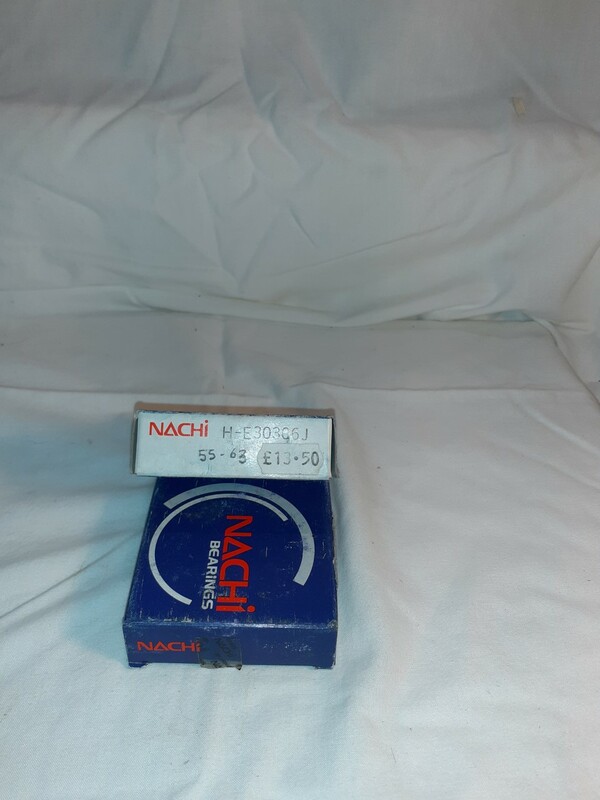 NACHi H-E30306J
55-63 £13.50
NACHi
BEARINGS
NACHi